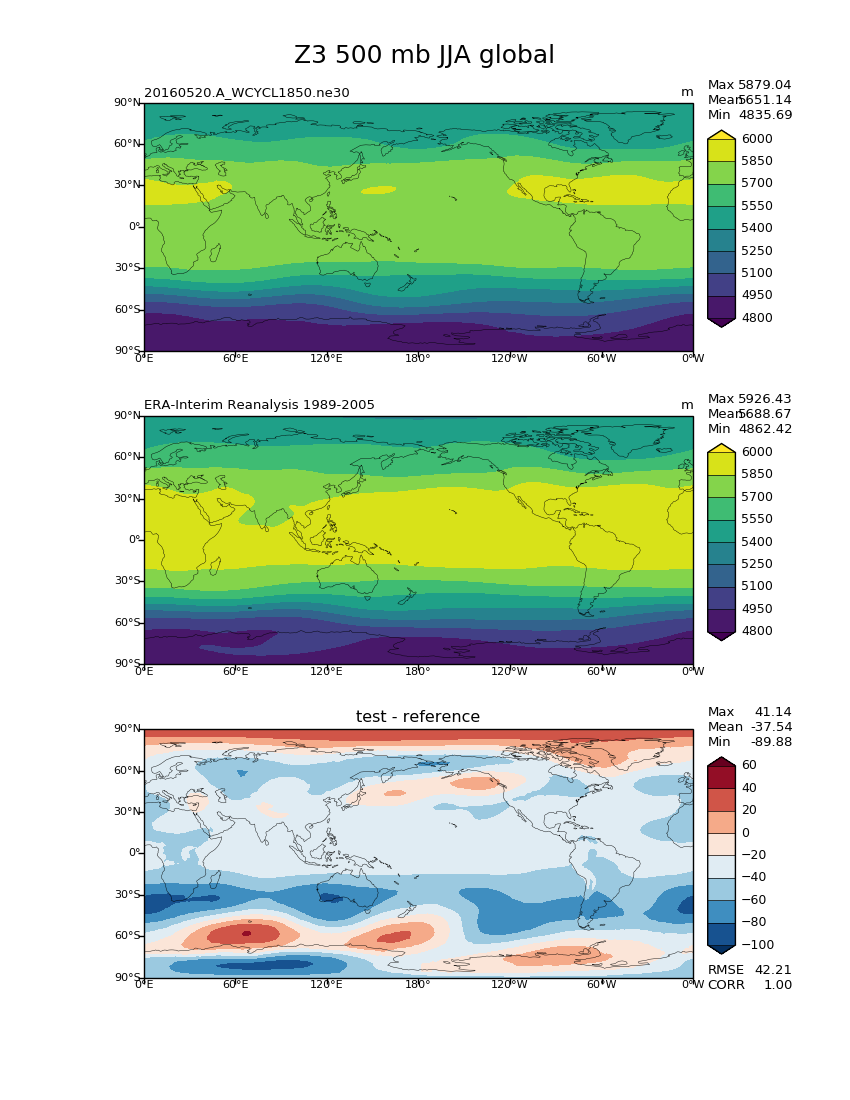 Z3 500 mb JJA global
20160520.A_WCYCL1850.ne30 m
Max 5879.04
Mean 5651.14
Min 4835.69
90°N
60°N
30°N
0°
30°S
60°S
90°S
0°E 60°E 120°E 180° 120°W 60°W 0°W
6000
5850
5700
5550
5400
5250
5100
4950
4800
ERA-Interim Reanalysis 1989-2005 m
Max 5926.43
Mean 5688.67
Min 4862.42
90°N
60°N
30°N
0°
30°S
60°S
90°S
0°E 60°E 120°E 180° 120°W 60°W 0°W
6000
5850
5700
5550
5400
5250
5100
4950
4800
test - reference
Max 41.14
Mean -37.54
Min -89.88
90°N
60°N
30°N
0°
30°S
60°S
90°S
0°E 60°E 120°E 180° 120°W 60°W 0°W
60
40
20
0
−20
−40
−60
−80
−100
RMSE 42.21
CORR 1.00